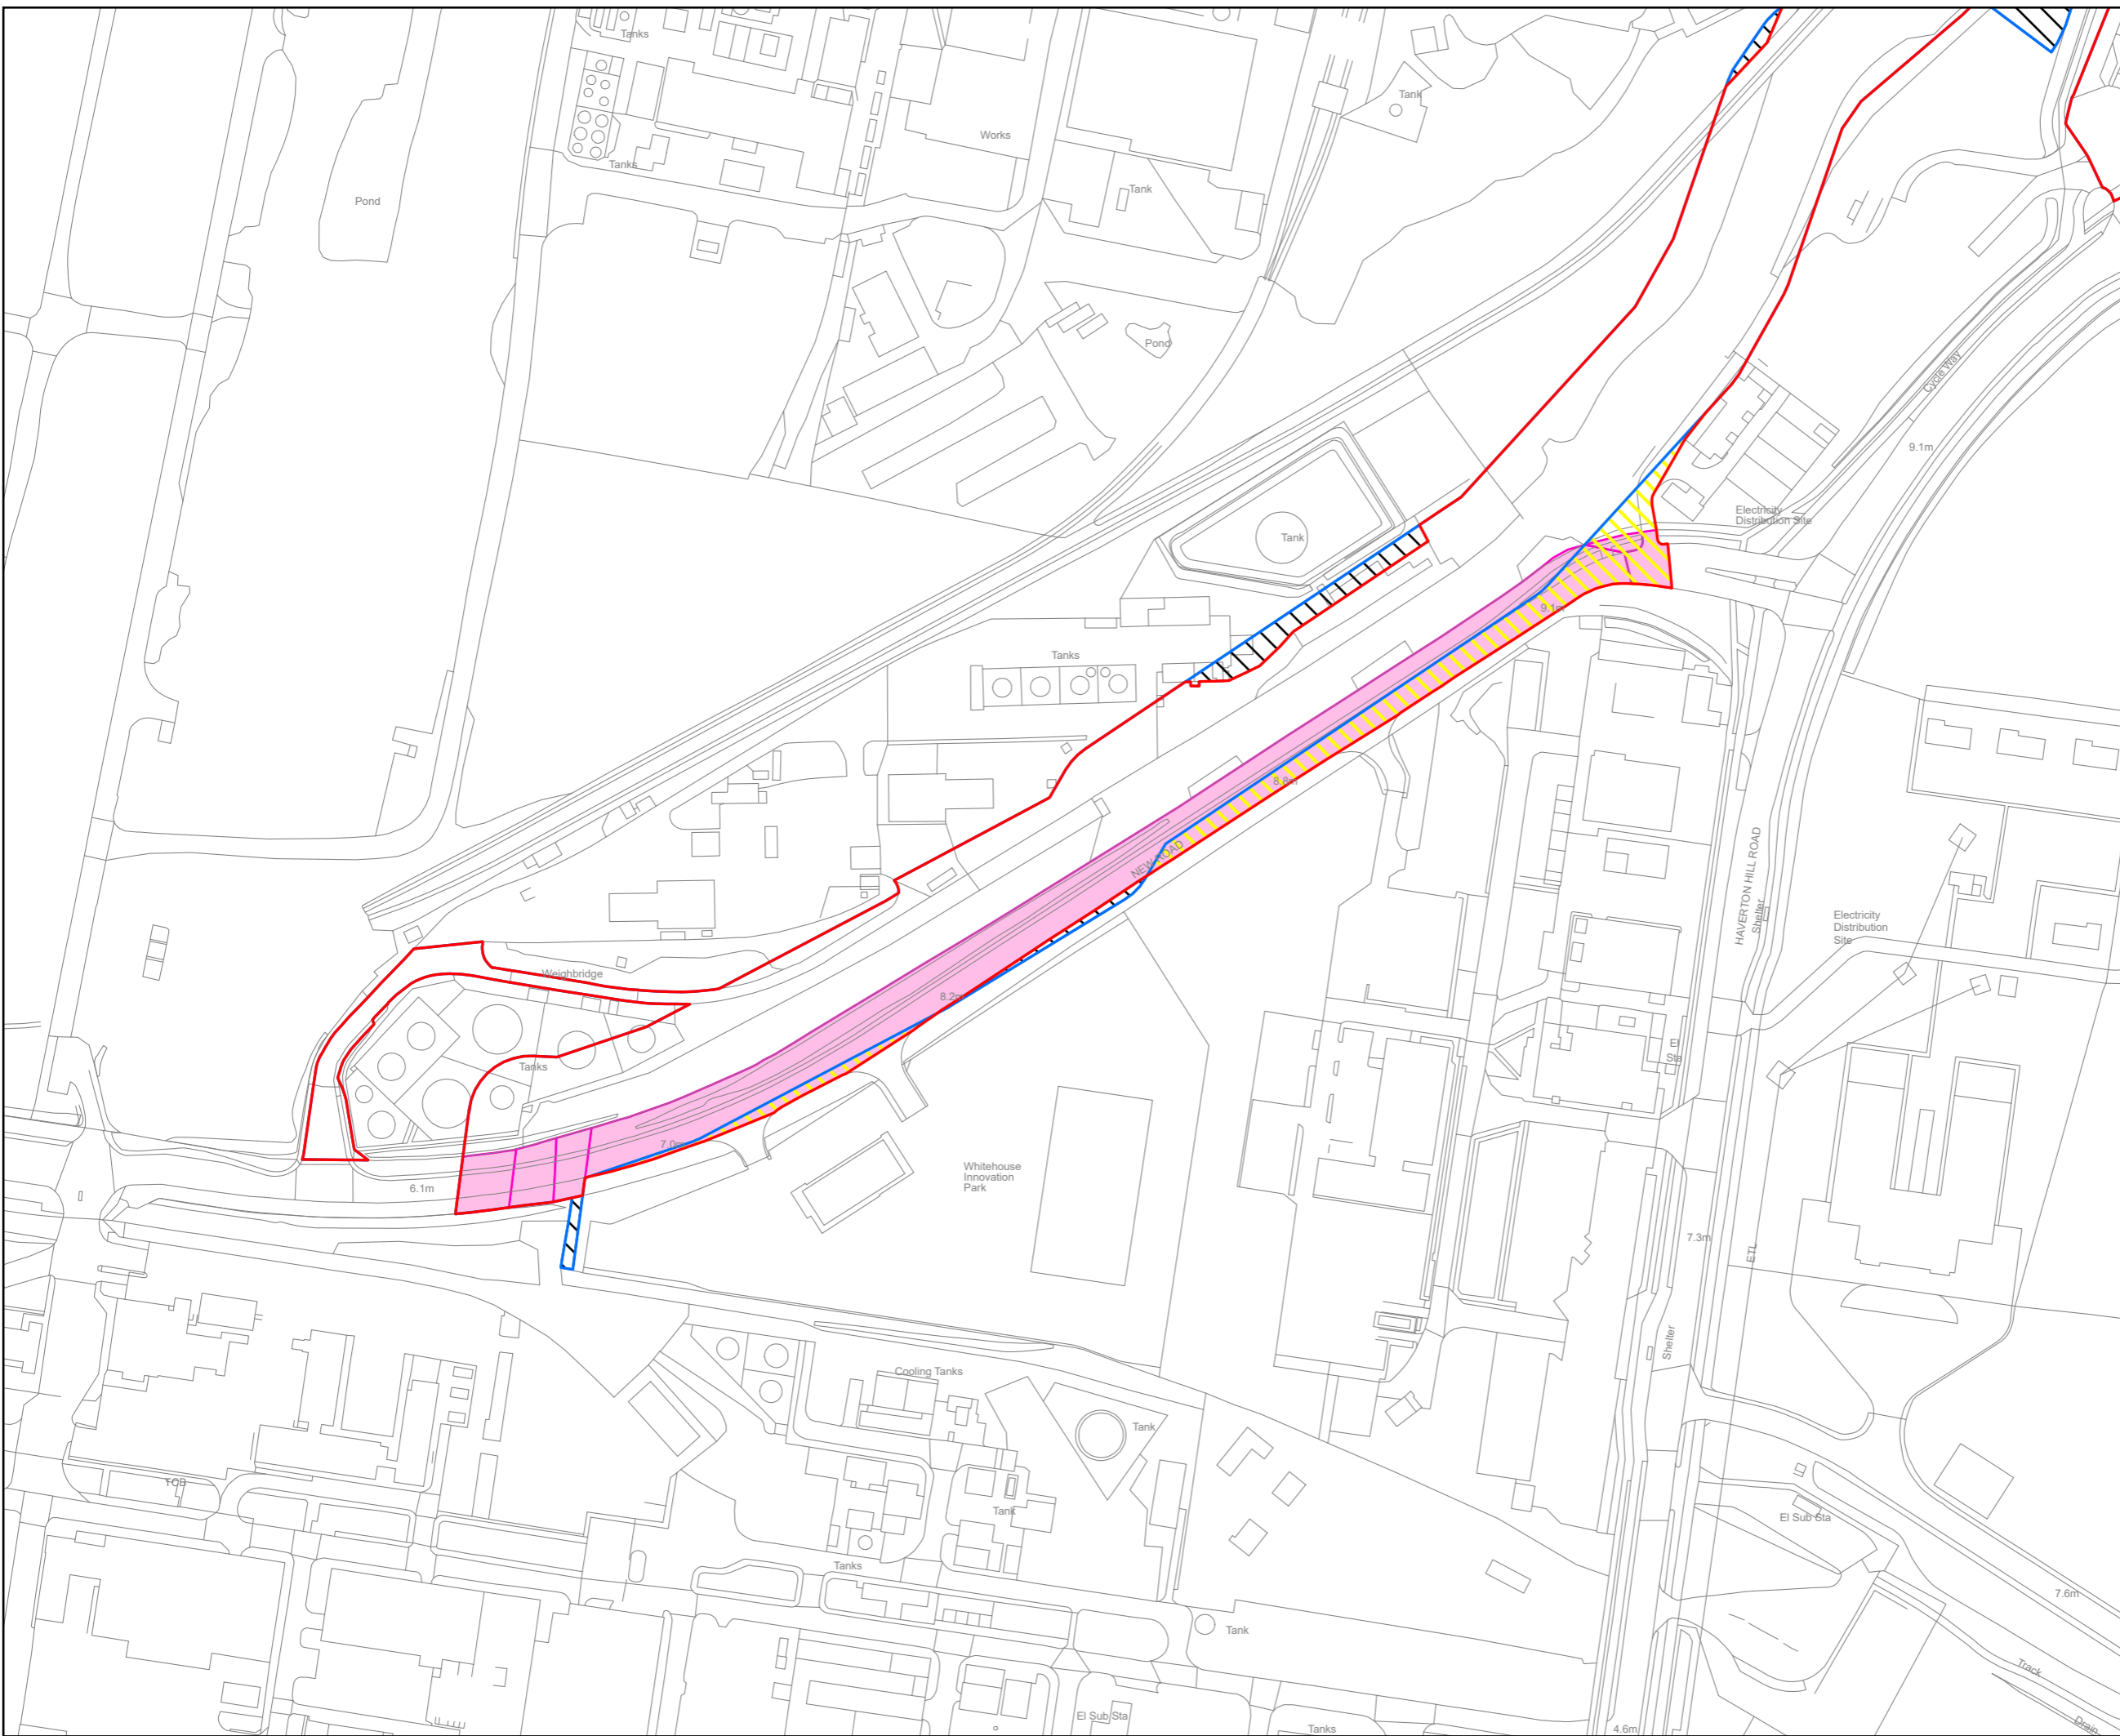 Tanks
Tank
Works
Tanks
Tank
Pond
Pond
Cycle Way
9.1m
Electricity
Distribution Site
Tank
9.1m
Tanks
8.8m
NEW ROAD
HAVERTON HILL ROAD
Shelter
Electricity
Distribution
Site
Weighbridge
8.2m
El
Sta
Tanks
7.0m
Whitehouse
Innovation
Park
6.1m
7.3m
ETL
Shelter
Cooling Tanks
Tank
TCB
Tank
El Sub Sta
Tanks
7.6m
Tank
Track
El Sub Sta
Tanks
4.6m
Drain